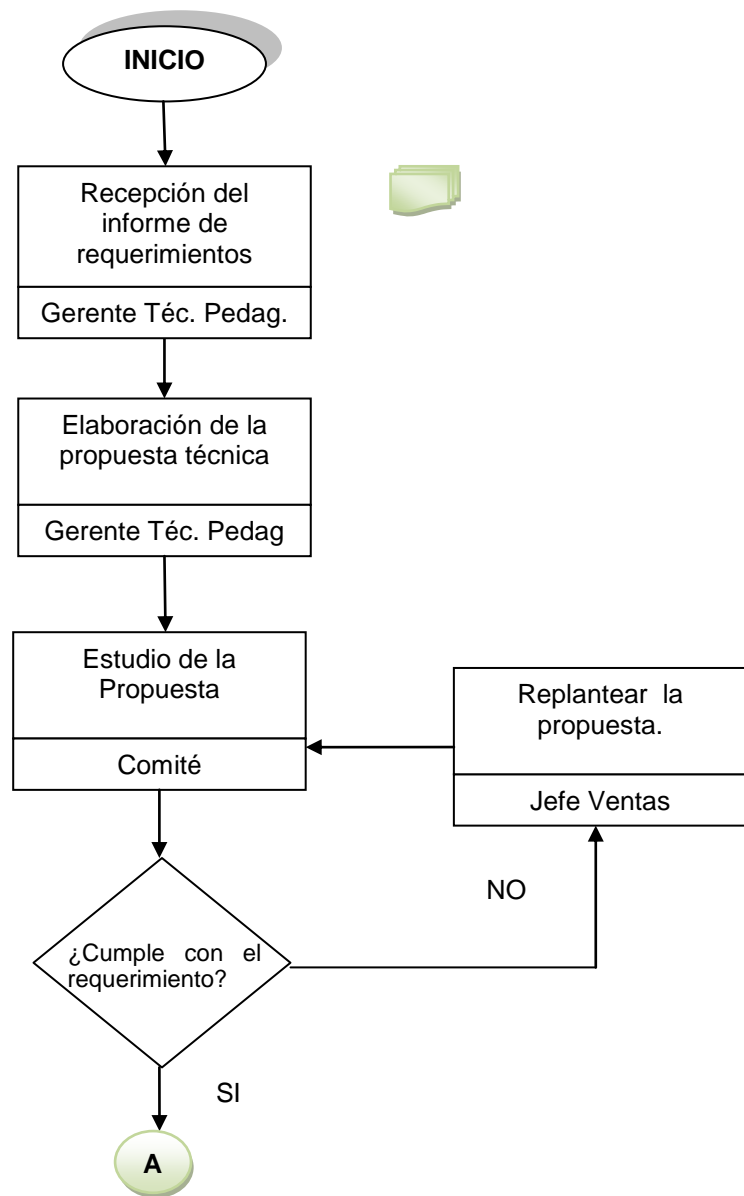 INICIO
Recepción del
informe de
requerimientos
Gerente Téc. Pedag.
Elaboración de la
propuesta técnica
Gerente Téc. Pedag
Estudio de la
Propuesta
Comité
Replantear la
propuesta.
Jefe Ventas
NO
¿Cumple con el
requerimiento?
SI
A